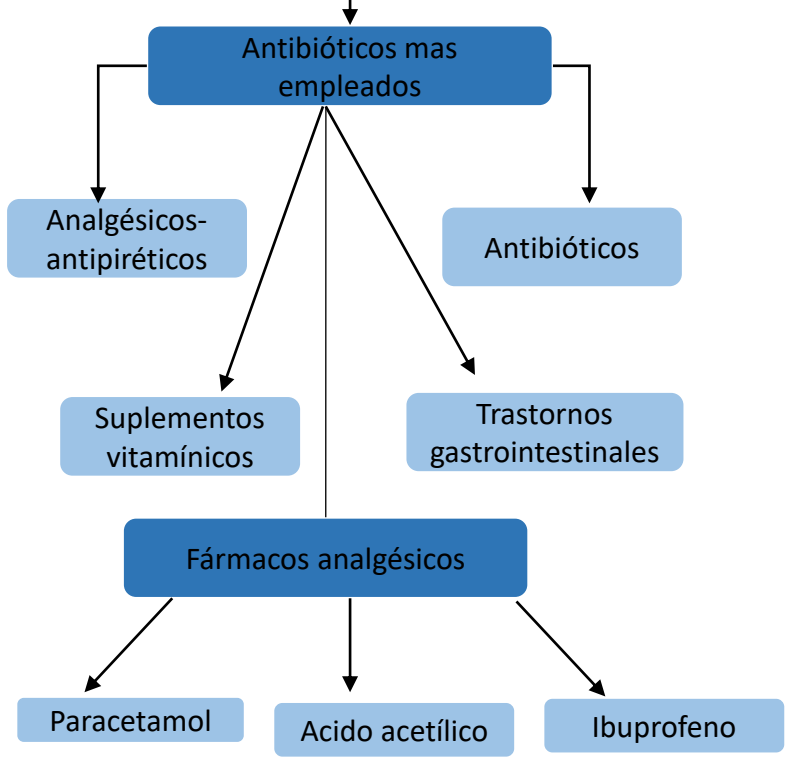 Antibióticos mas
empleados
Analgésicos-
antipiréticos
Antibióticos
Suplementos
vitamínicos
Trastornos
gastrointestinales
Fármacos analgésicos
Paracetamol
Acido acetílico
Ibuprofeno